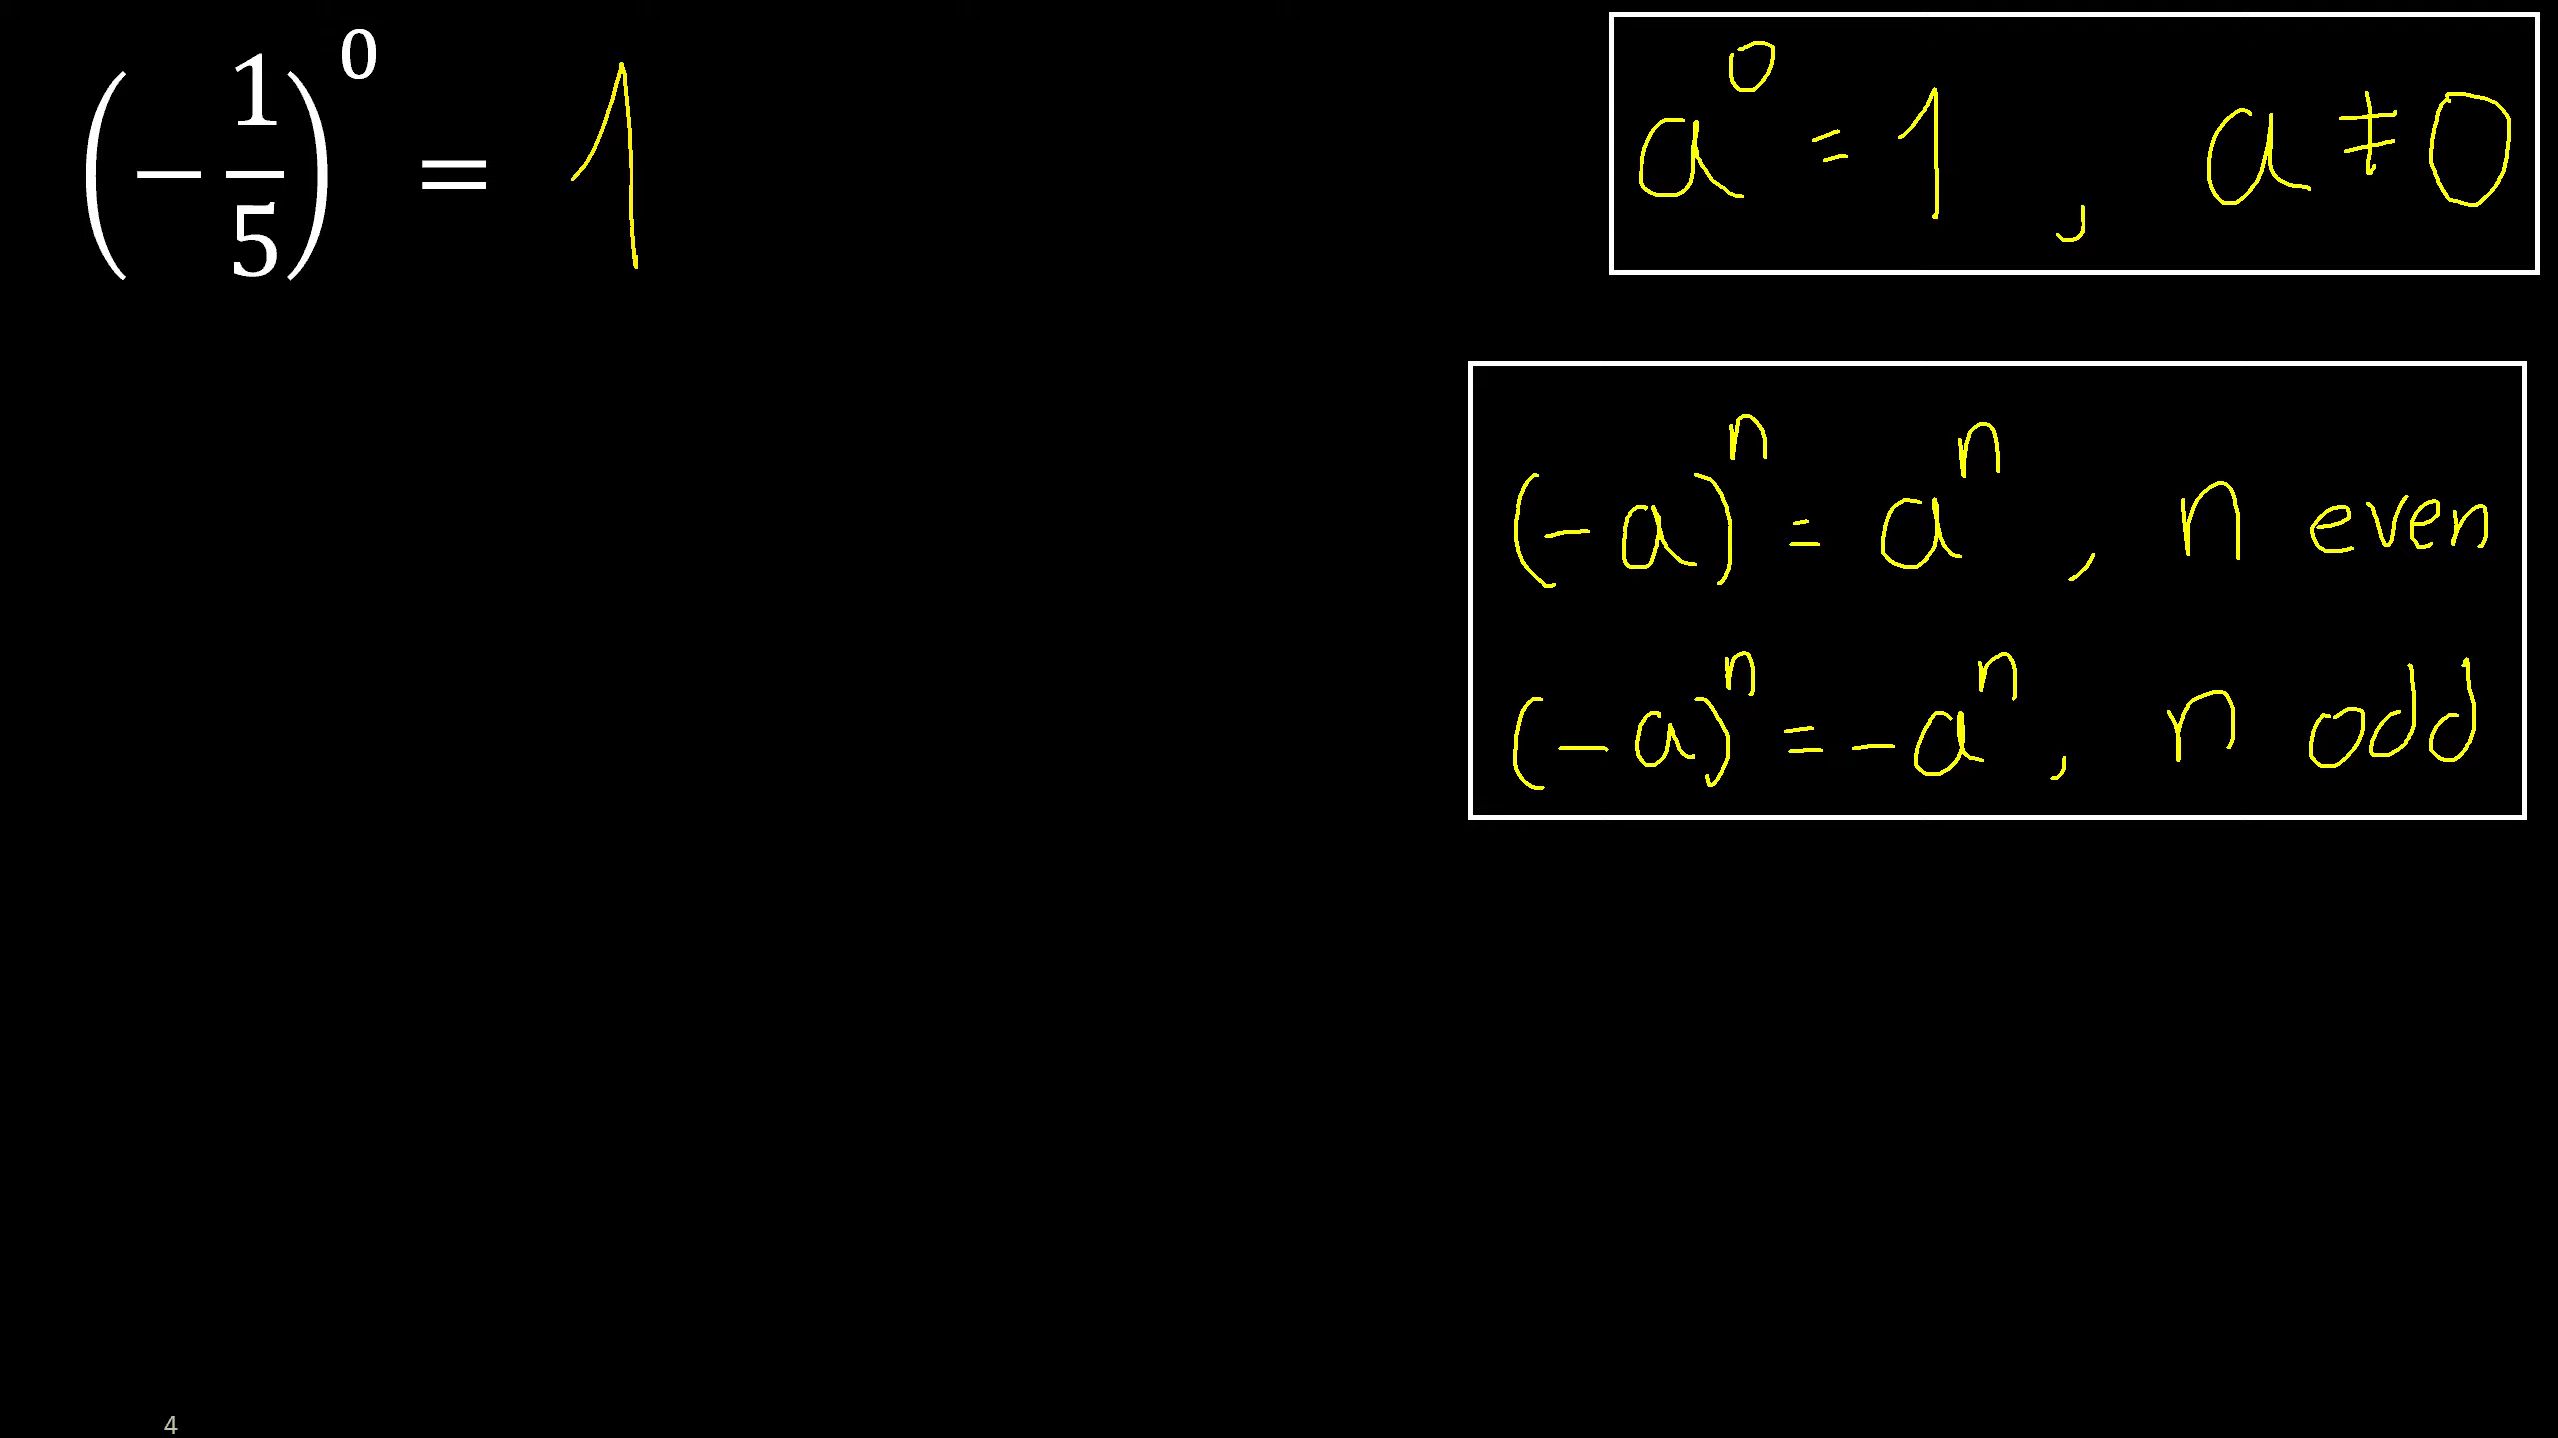 (-1/5)^0 = 1
a^0 = 1 , a ≠ 0
(-a)^n = a^n , n even
(-a)^n = -a^n , n odd
4